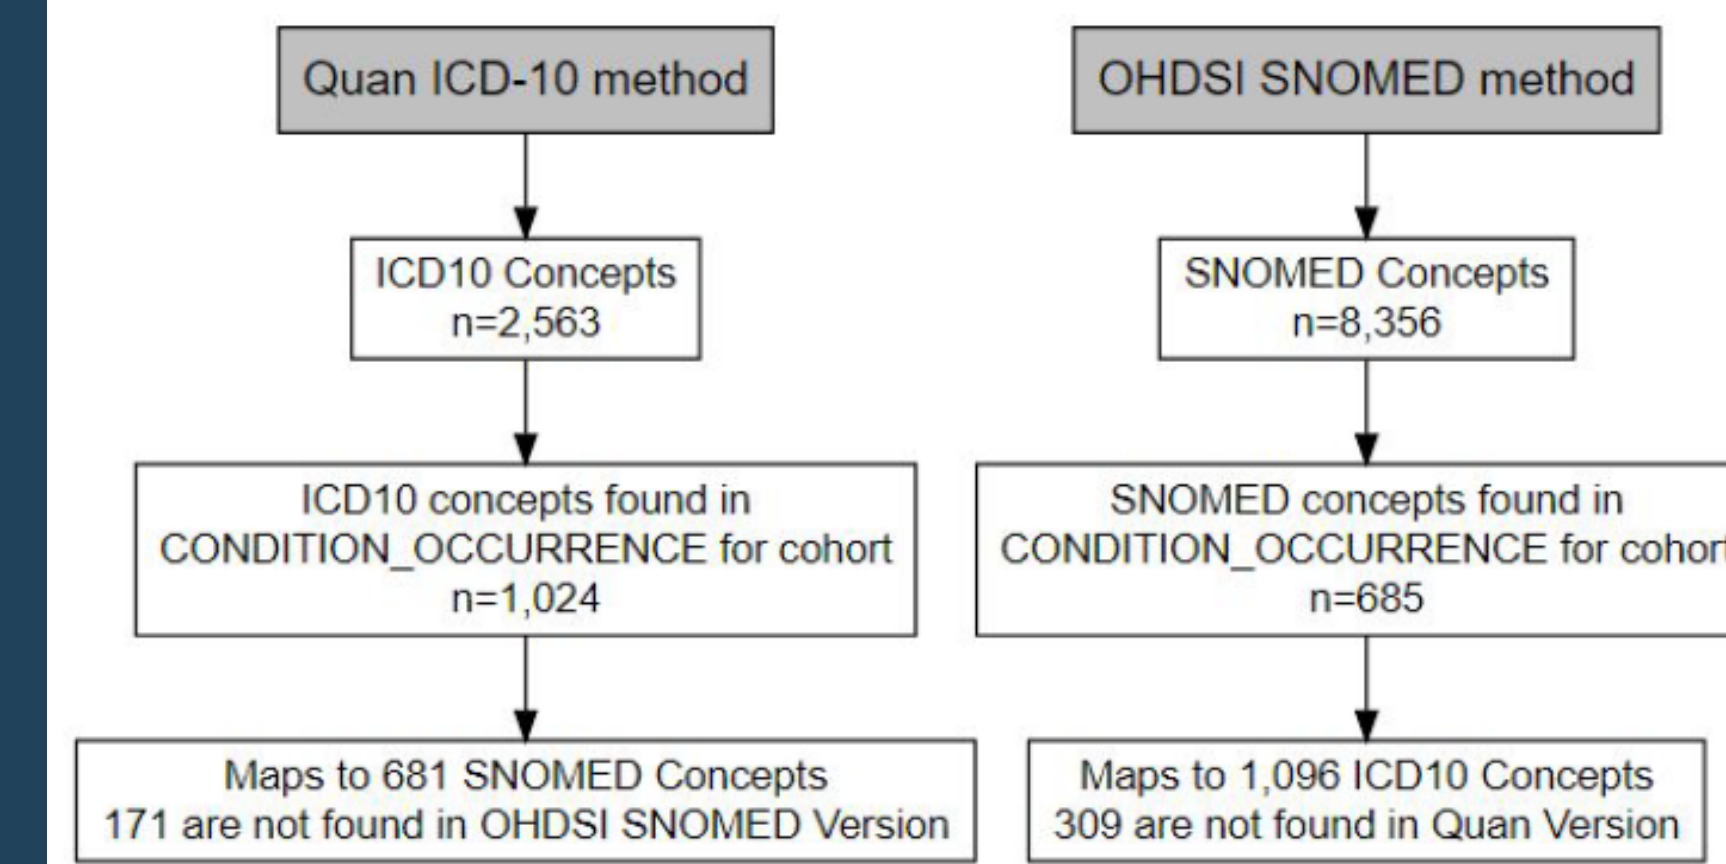 Quan ICD-10 method
ICD10 Concepts
n=2,563
ICD10 concepts found in
CONDITION_OCCURRENCE for cohort
n=1,024
Maps to 681 SNOMED Concepts
171 are not found in OHDSI SNOMED Version
OHDSI SNOMED method
SNOMED Concepts
n=8,356
SNOMED concepts found in
CONDITION_OCCURRENCE for cohort
n=685
Maps to 1,096 ICD10 Concepts
309 are not found in Quan Version